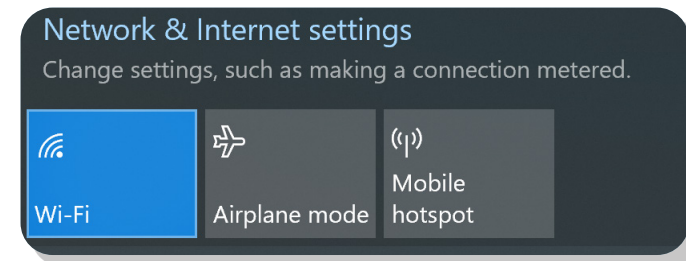 Network & Internet settings
Change settings, such as making a connection metered.
Wi-Fi
Airplane mode
Mobile
hotspot